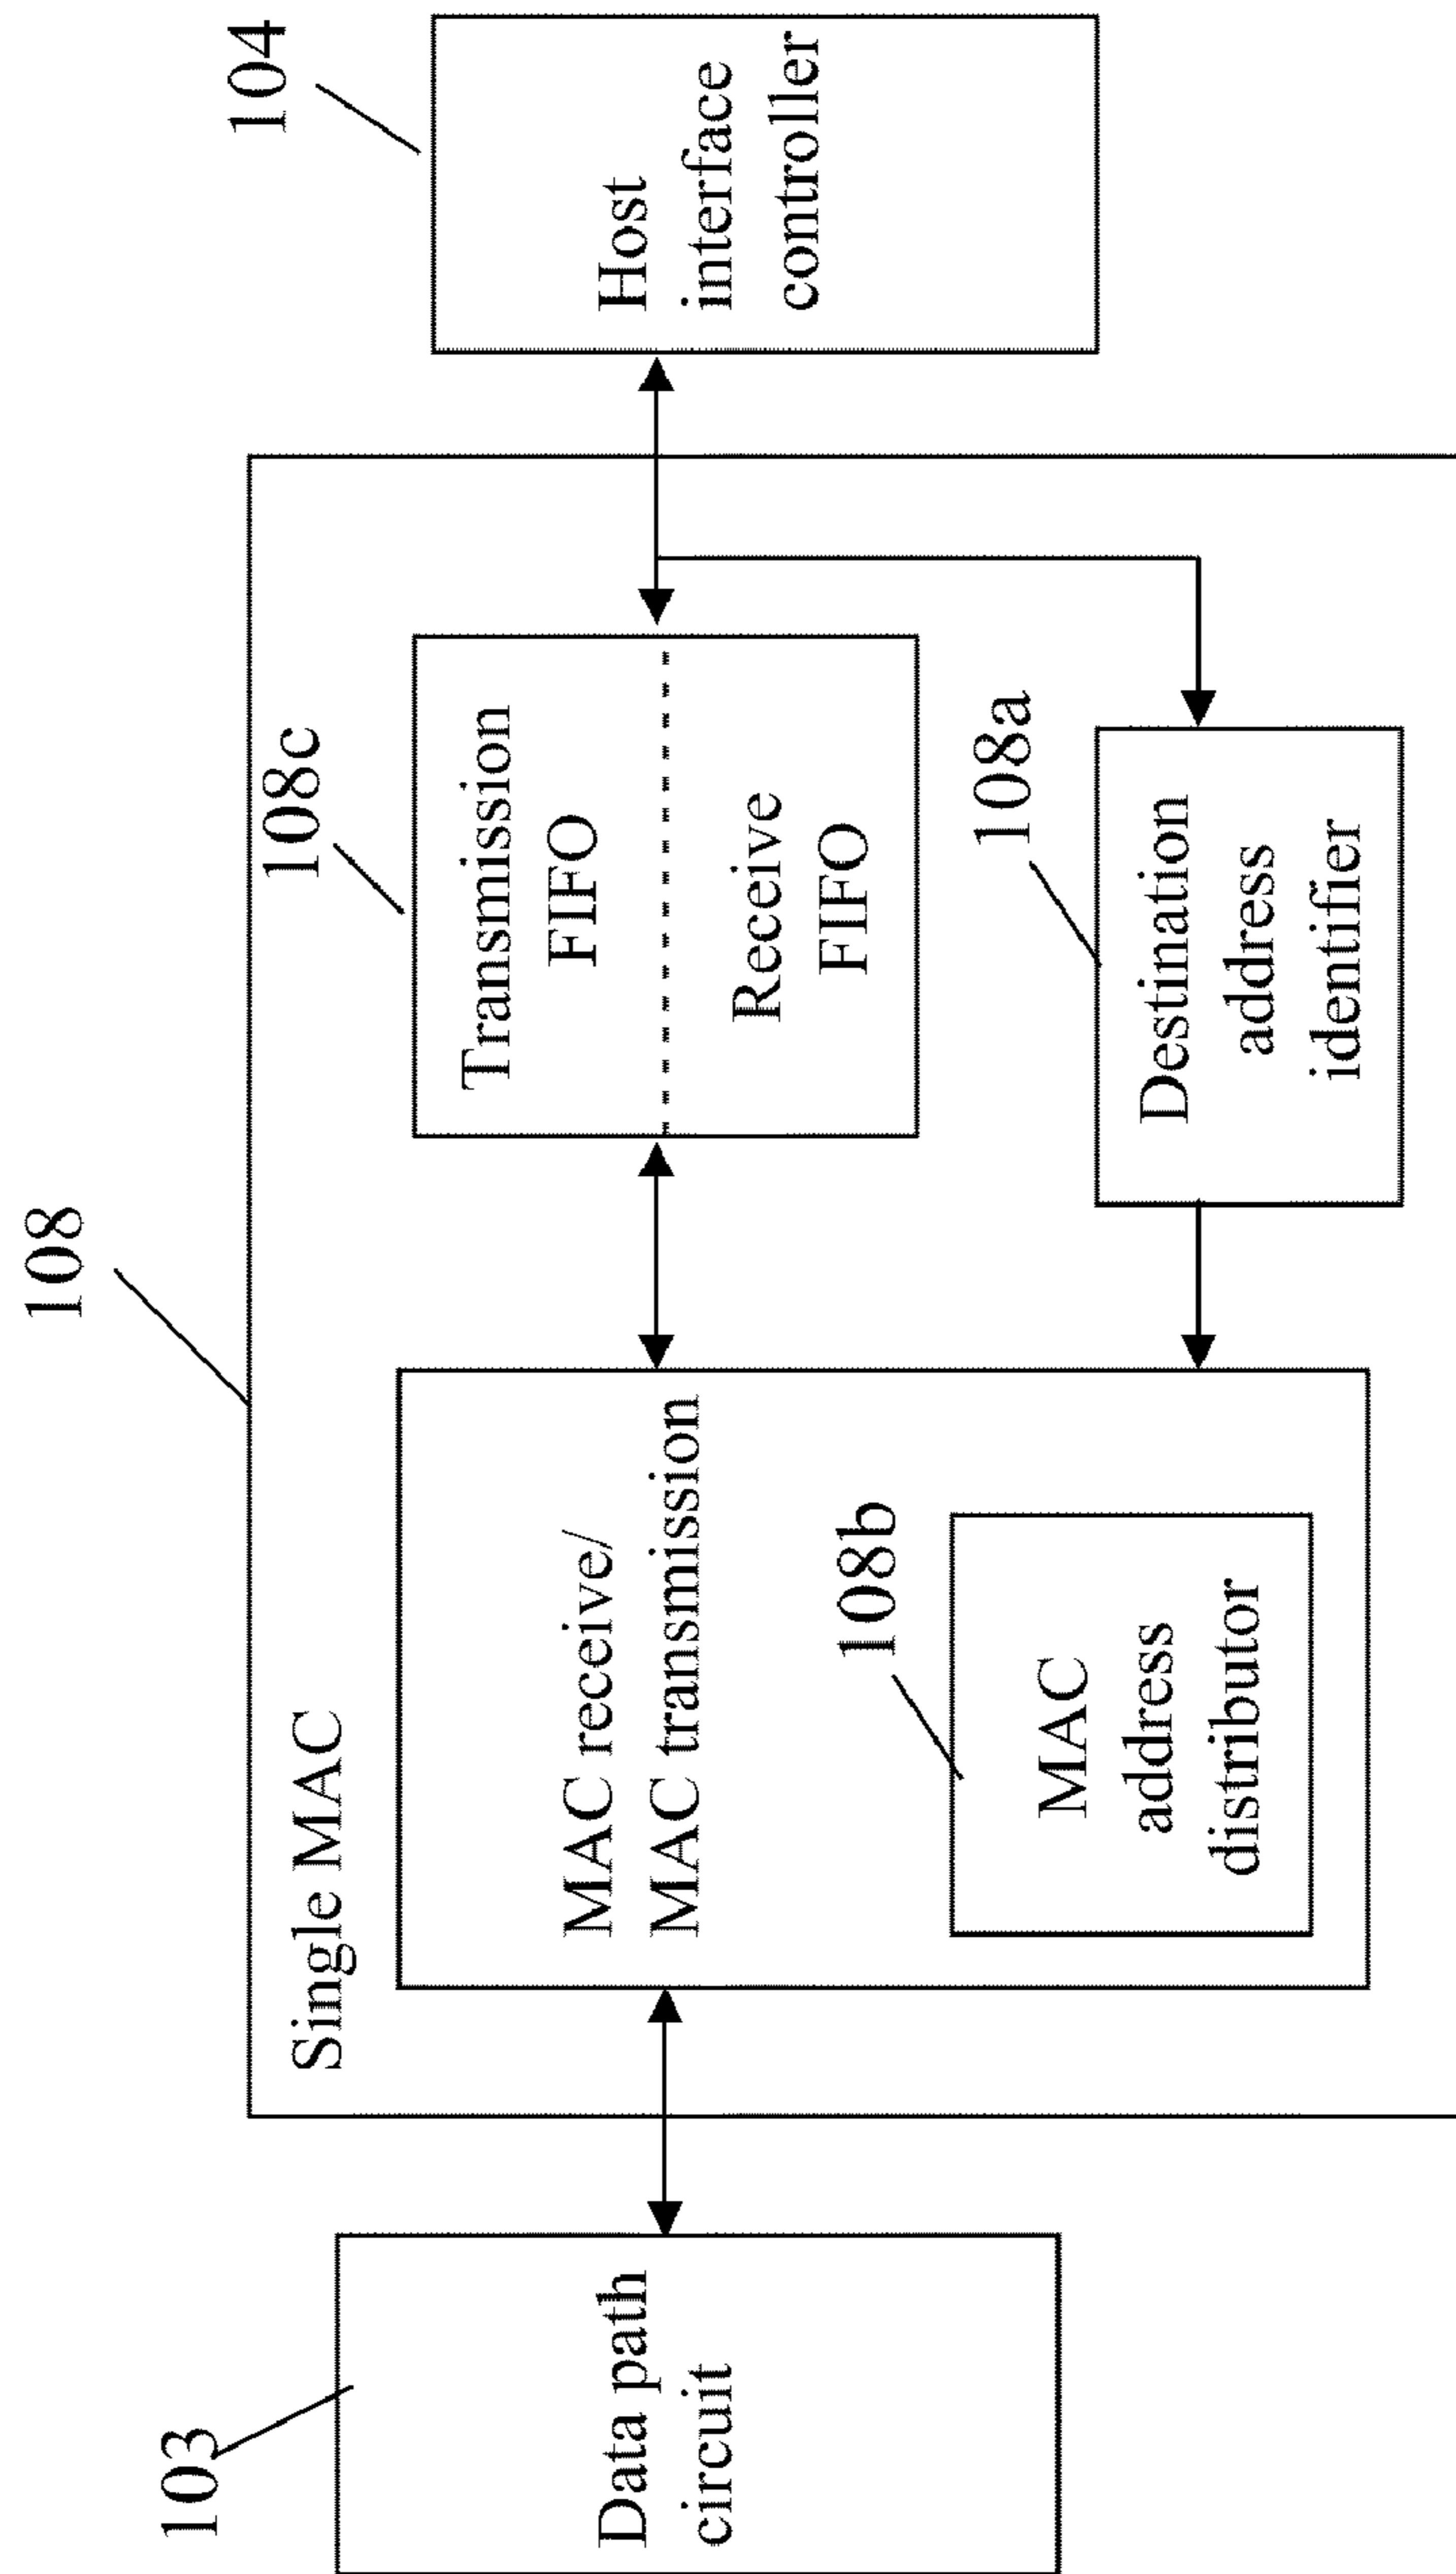 108
Single MAC
103
Data path
circuit
MAC receive/
MAC transmission
108b
MAC
address
distributor
108c
Transmission
FIFO
Receive
FIFO
108a
Destination
address
identifier
104
Host
interface
controller